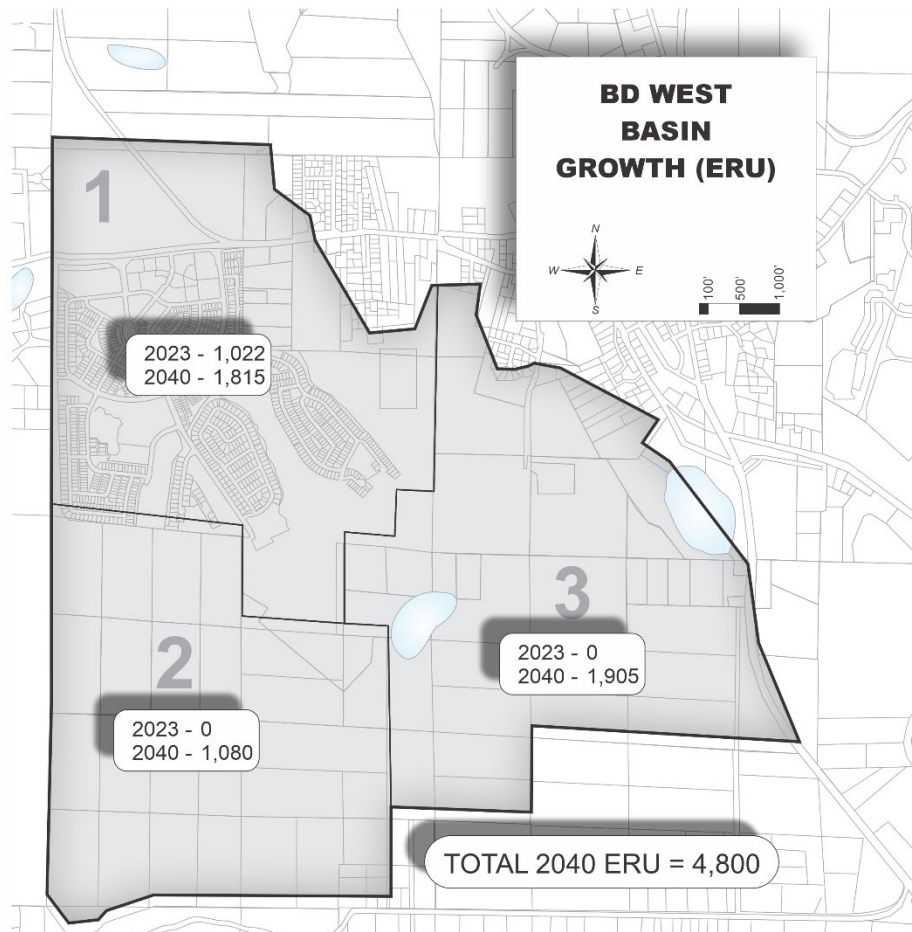 BD WEST
BASIN
GROWTH (ERU)
N
W
E
S
100'
500'
1,000'
1
2023 - 1,022
2040 - 1,815
3
2023 - 0
2040 - 1,905
2
2023 - 0
2040 - 1,080
TOTAL 2040 ERU = 4,800